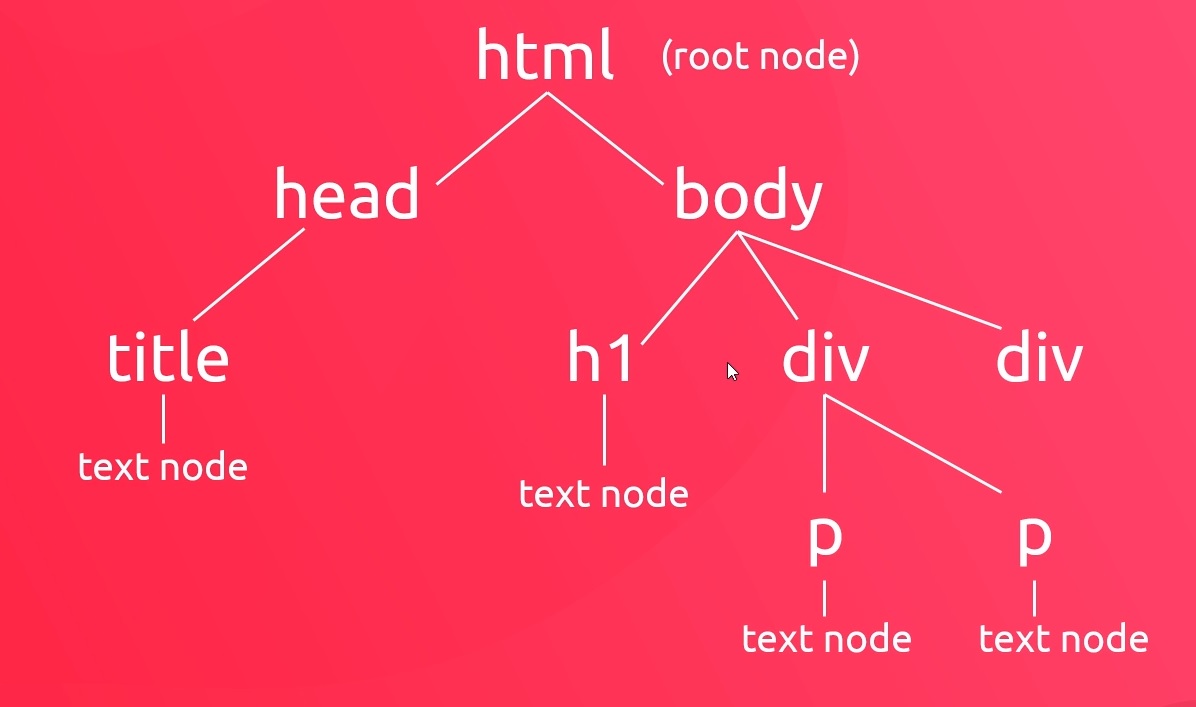 html (root node)
head body
title h1 div div
text node
text node
p p
text node text node